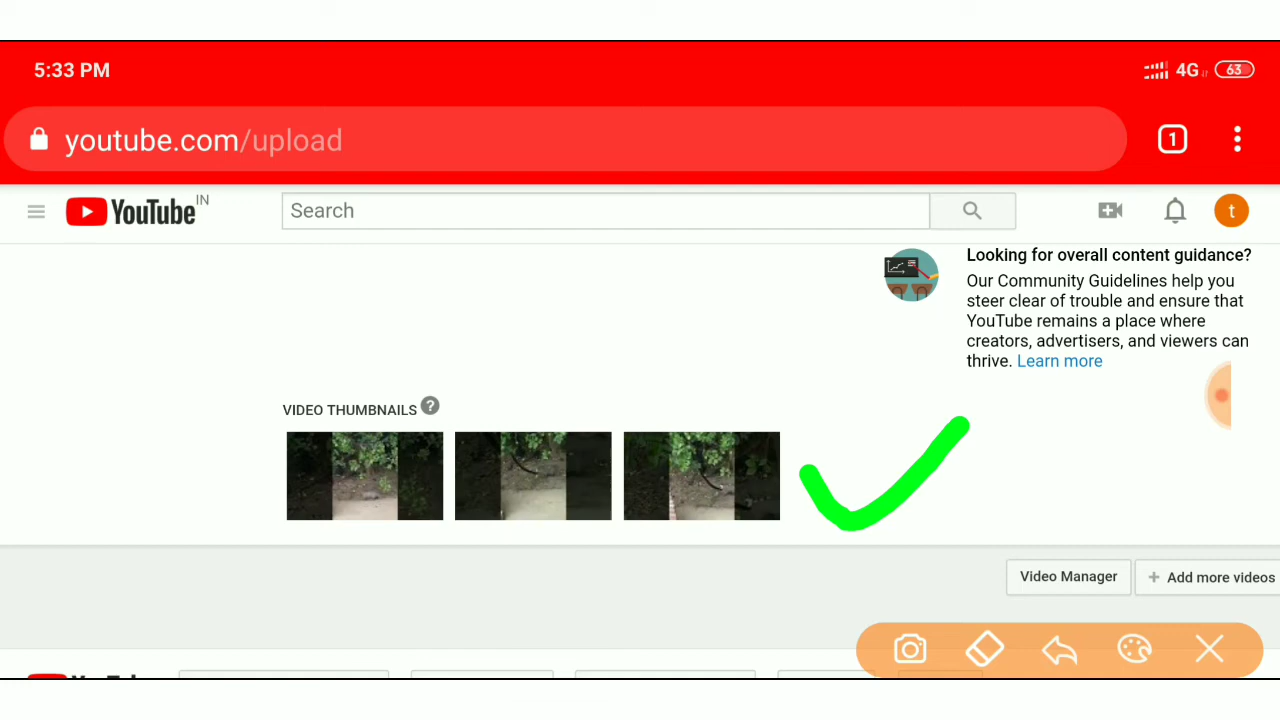 5:33 PM
4G
63
youtube.com/upload
1
YouTube IN
Search
t
Looking for overall content guidance?
Our Community Guidelines help you
steer clear of trouble and ensure that
YouTube remains a place where
creators, advertisers, and viewers can
thrive. Learn more
VIDEO THUMBNAILS ?
Video Manager
+ Add more videos